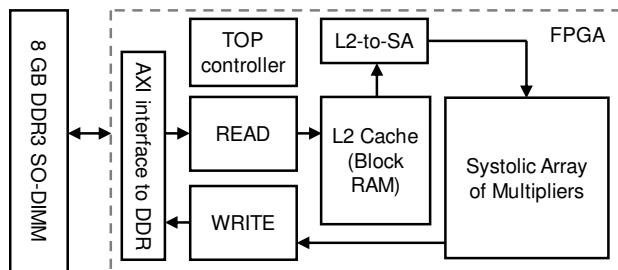 8 GB DDR3 SO-DIMM
AXI interface to DDR
TOP
controller
READ
WRITE
L2-to-SA
L2 Cache
(Block
RAM)
FPGA
Systolic Array
of Multipliers